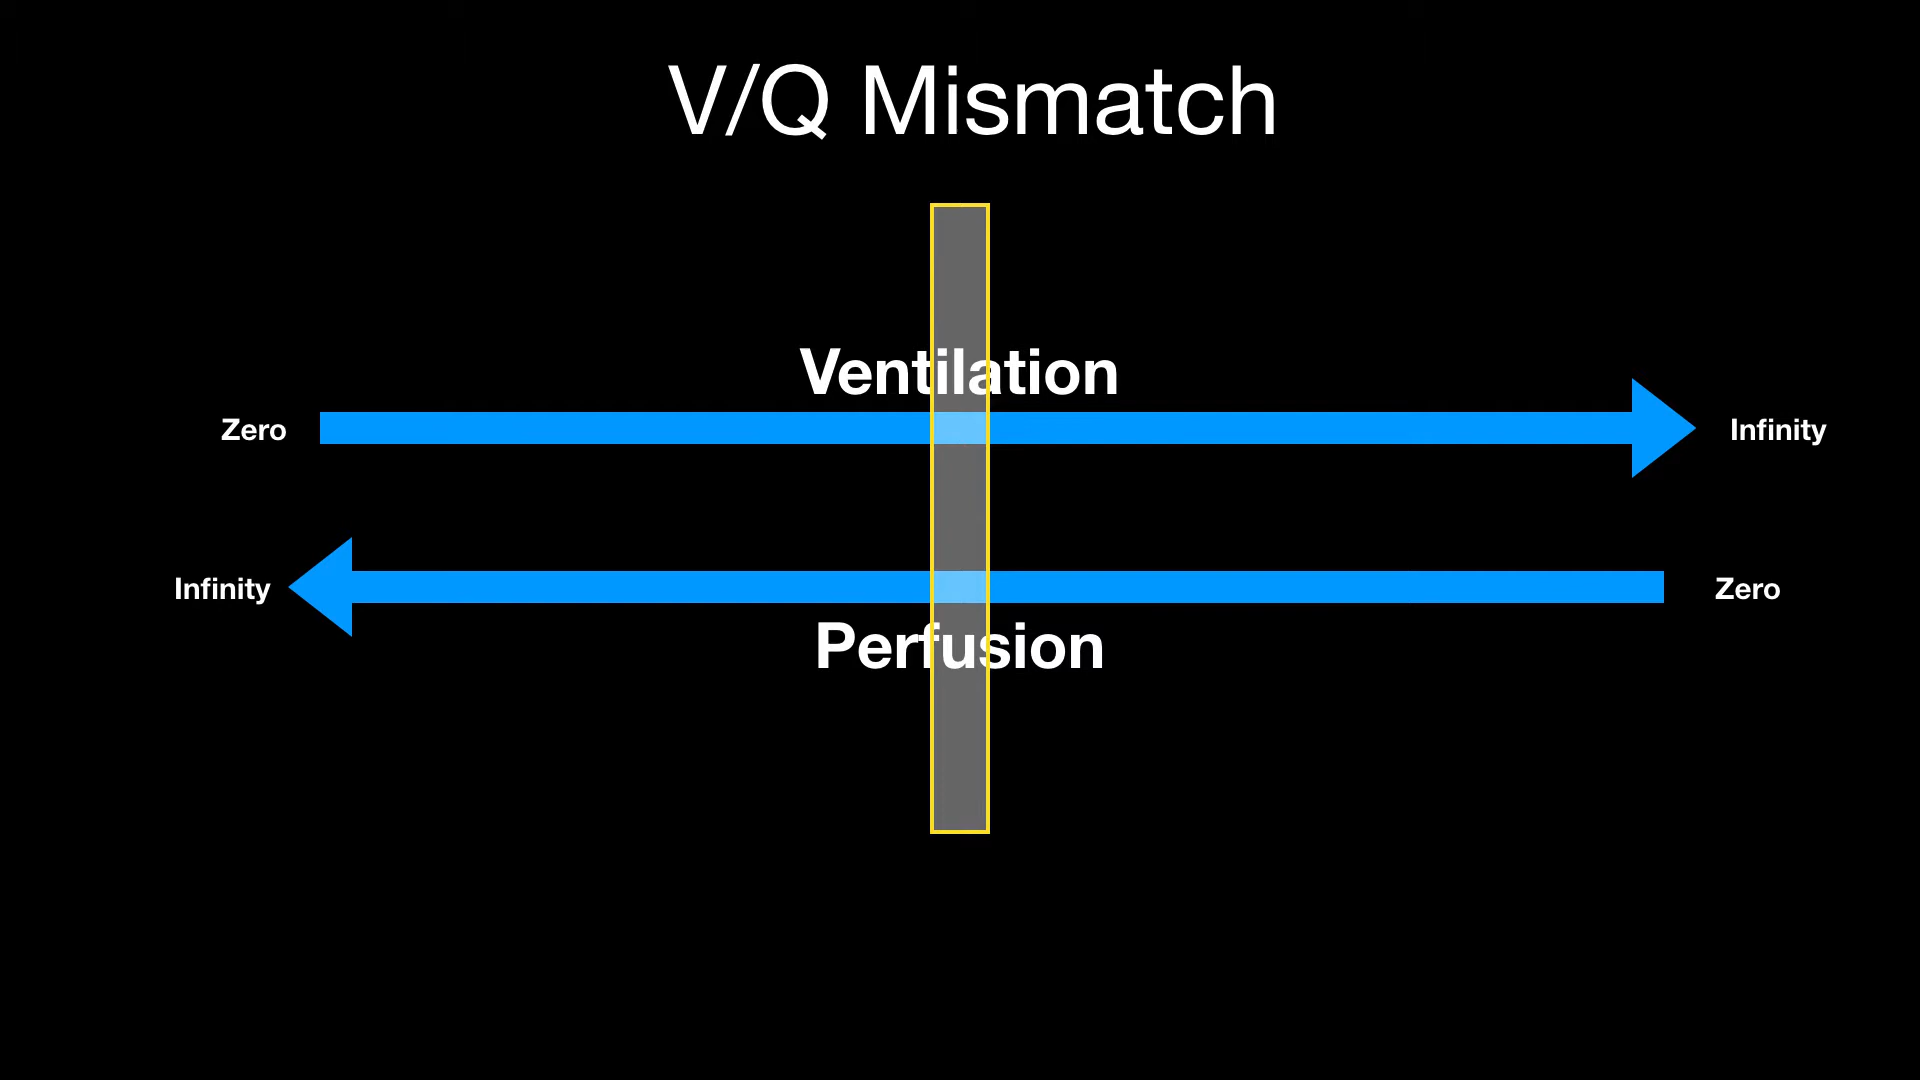 V/Q Mismatch
Ventilation
Zero
Infinity
Infinity
Zero
Perfusion